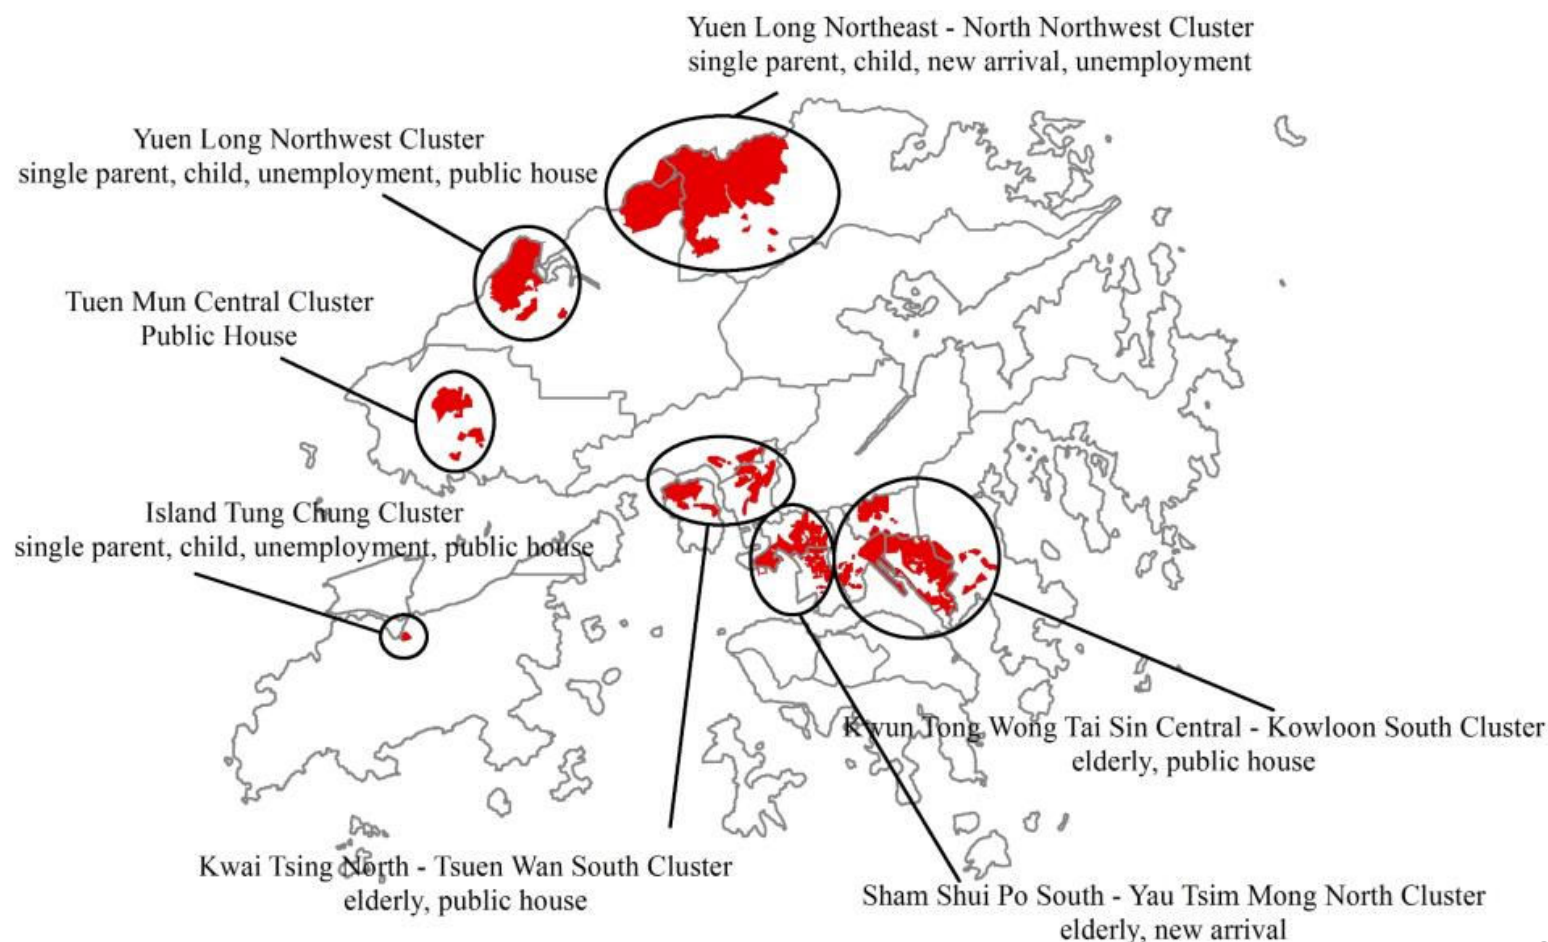 Yuen Long Northeast - North Northwest Cluster
single parent, child, new arrival, unemployment
Yuen Long Northwest Cluster
single parent, child, unemployment, public house
Tuen Mun Central Cluster
Public House
Island Tung Chung Cluster
single parent, child, unemployment, public house
Kwun Tong Wong Tai Sin Central - Kowloon South Cluster
elderly, public house
Kwai Tsing North - Tsuen Wan South Cluster
elderly, public house
Sham Shui Po South - Yau Tsim Mong North Cluster
elderly, new arrival